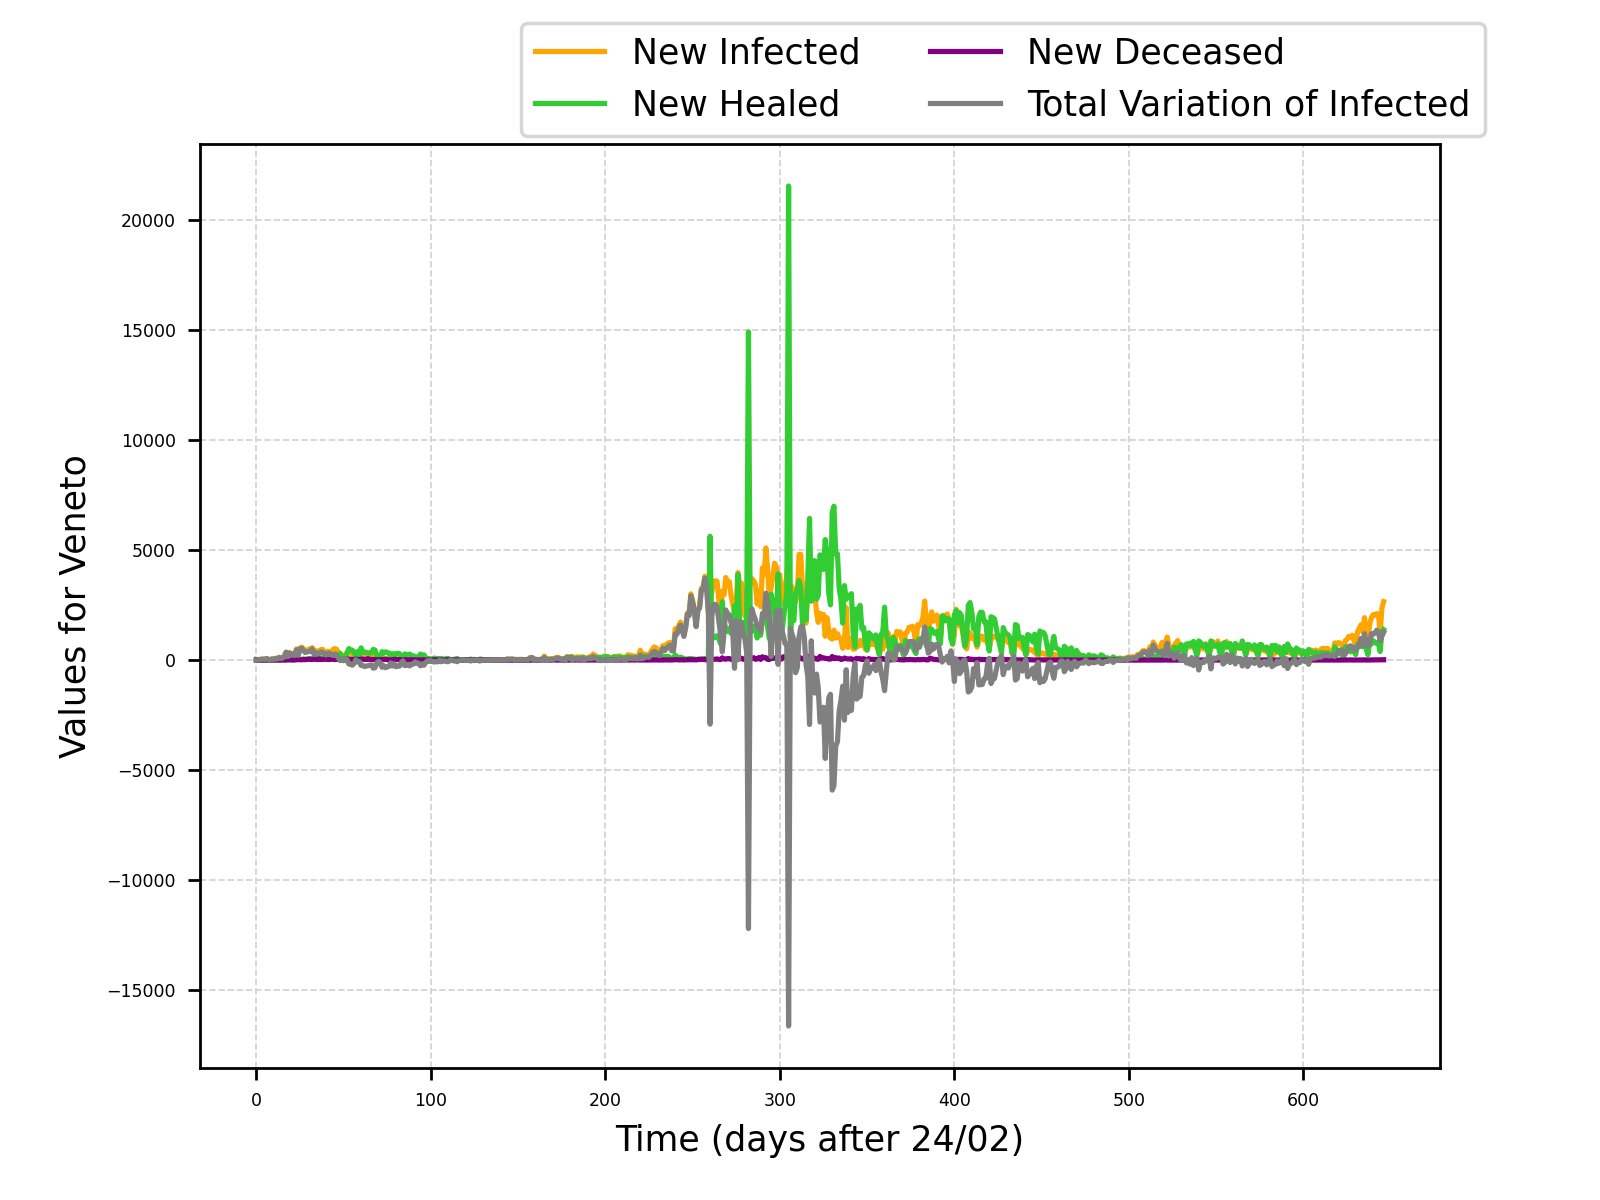 New Infected
New Healed
New Deceased
Total Variation of Infected
20000
15000
10000
5000
0
−5000
−10000
−15000
Values for Veneto
0 100 200 300 400 500 600
Time (days after 24/02)